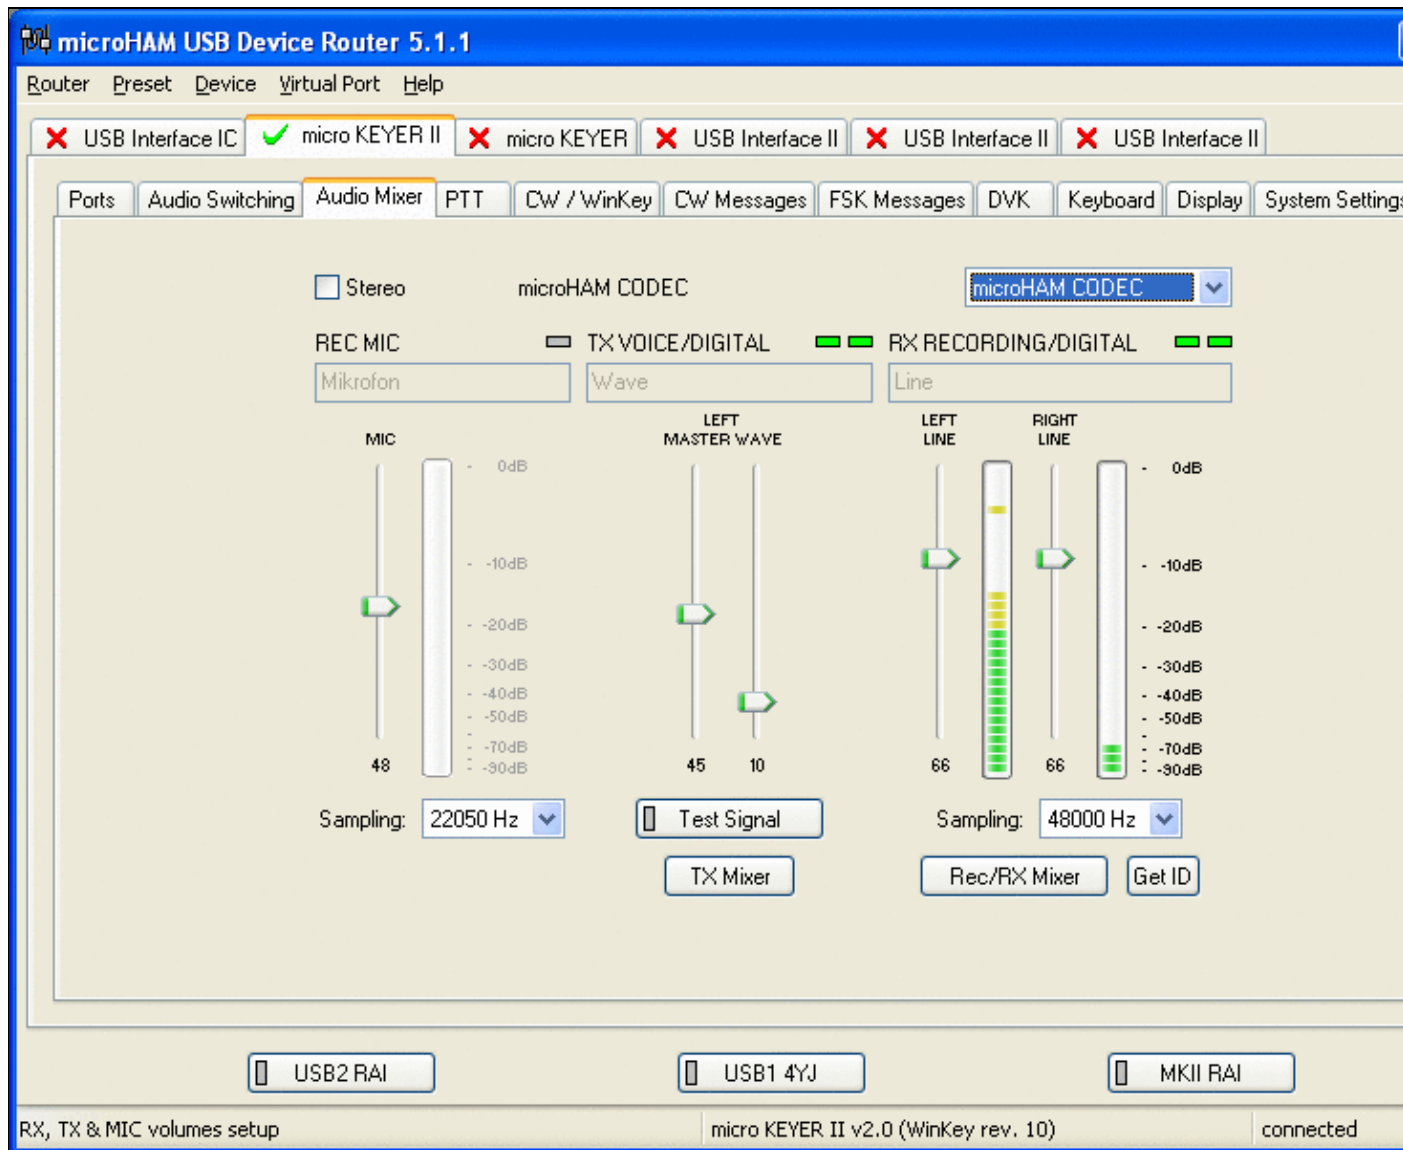 microHAM USB Device Router 5.1.1
Router Preset Device Virtual Port Help
USB Interface IC micro KEYER II micro KEYER USB Interface II USB Interface II USB Interface II
Ports Audio Switching Audio Mixer PTT CW / WinKey CW Messages FSK Messages DVK Keyboard Display System Settings
Stereo microHAM CODEC microHAM CODEC
REC MIC TX VOICE/DIGITAL RX RECORDING/DIGITAL
Mikrofon Wave Line
LEFT LEFT RIGHT
MIC MASTER WAVE LINE LINE
- 0dB - 0dB
- -10dB - -10dB
- -20dB - -20dB
- -30dB - -30dB
- -40dB - -40dB
- -50dB - -50dB
- -70dB - -70dB
- -90dB - -90dB
48 45 10 66 66
Sampling: 22050 Hz Test Signal Sampling: 48000 Hz
TX Mixer Rec/RX Mixer Get ID
USB2 RAI USB1 4YJ MKII RAI
RX, TX & MIC volumes setup micro KEYER II v2.0 (WinKey rev. 10) connected